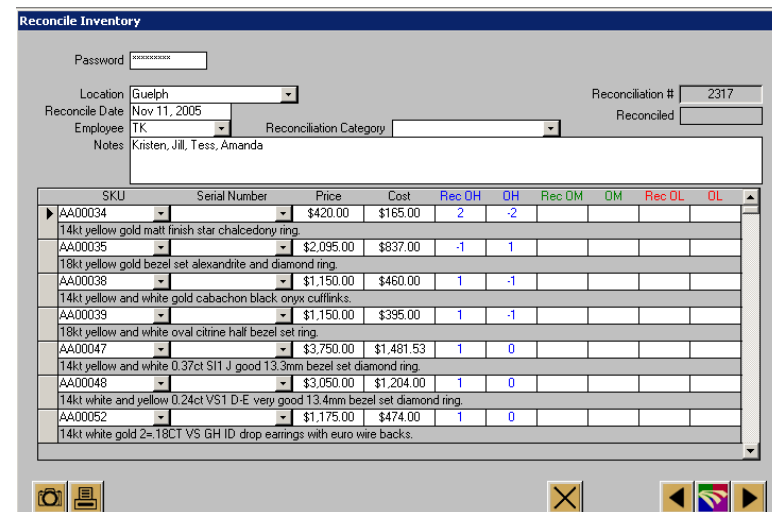 Reconcile Inventory
Password xxxxxxxxx
Location Guelph Reconciliation # 2317
Reconcile Date Nov 11, 2005 Reconciled
Employee TK Reconciliation Category
Notes Kristen, Jill, Tess, Amanda
SKU Serial Number Price Cost Rec OH OH Rec OM OM Rec OL OL
AA00034 $420.00 $165.00 2 -2
14kt yellow gold matt finish star chalcedony ring.
AA00035 $2,095.00 $837.00 -1 1
18kt yellow gold bezel set alexandrite and diamond ring.
AA00038 $1,150.00 $460.00 1 -1
14kt yellow and white gold cabachon black onyx cufflinks.
AA00039 $1,150.00 $395.00 1 -1
18kt yellow and white oval citrine half bezel set ring.
AA00047 $3,750.00 $1,481.53 1 0
14kt yellow and white 0.37ct SI1 J good 13.3mm bezel set diamond ring.
AA00048 $3,050.00 $1,204.00 1 0
14kt white and yellow 0.24ct VS1 D-E very good 13.4mm bezel set diamond ring.
AA00052 $1,175.00 $474.00 1 0
14kt white gold 2=.18CT VS GH ID drop earrings with euro wire backs.